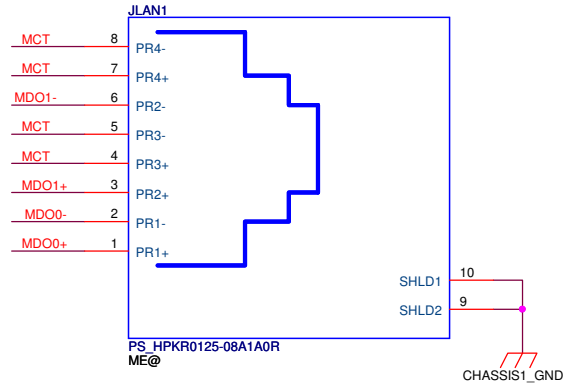 JLAN1
MCT 8 PR4-
MCT 7 PR4+
MDO1- 6 PR2-
MCT 5 PR3-
MCT 4 PR3+
MDO1+ 3 PR2+
MDO0- 2 PR1-
MDO0+ 1 PR1+
SHLD1 10
SHLD2 9
PS_HPKR0125-08A1A0R
ME@
CHASSIS1_GND